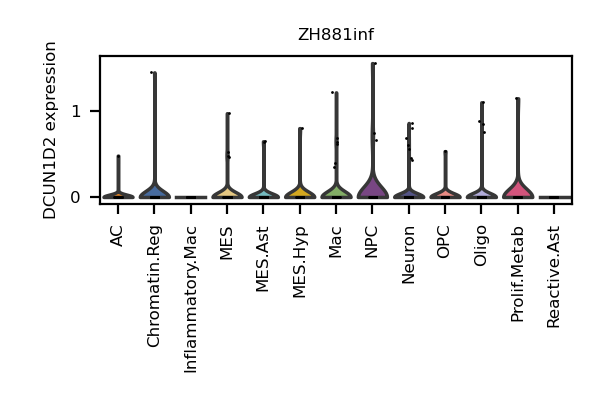 ZH881inf
DCUN1D2 expression
1
0
AC
Chromatin.Reg
Inflammatory.Mac
MES
MES.Ast
MES.Hyp
Mac
NPC
Neuron
OPC
Oligo
Prolif.Metab
Reactive.Ast